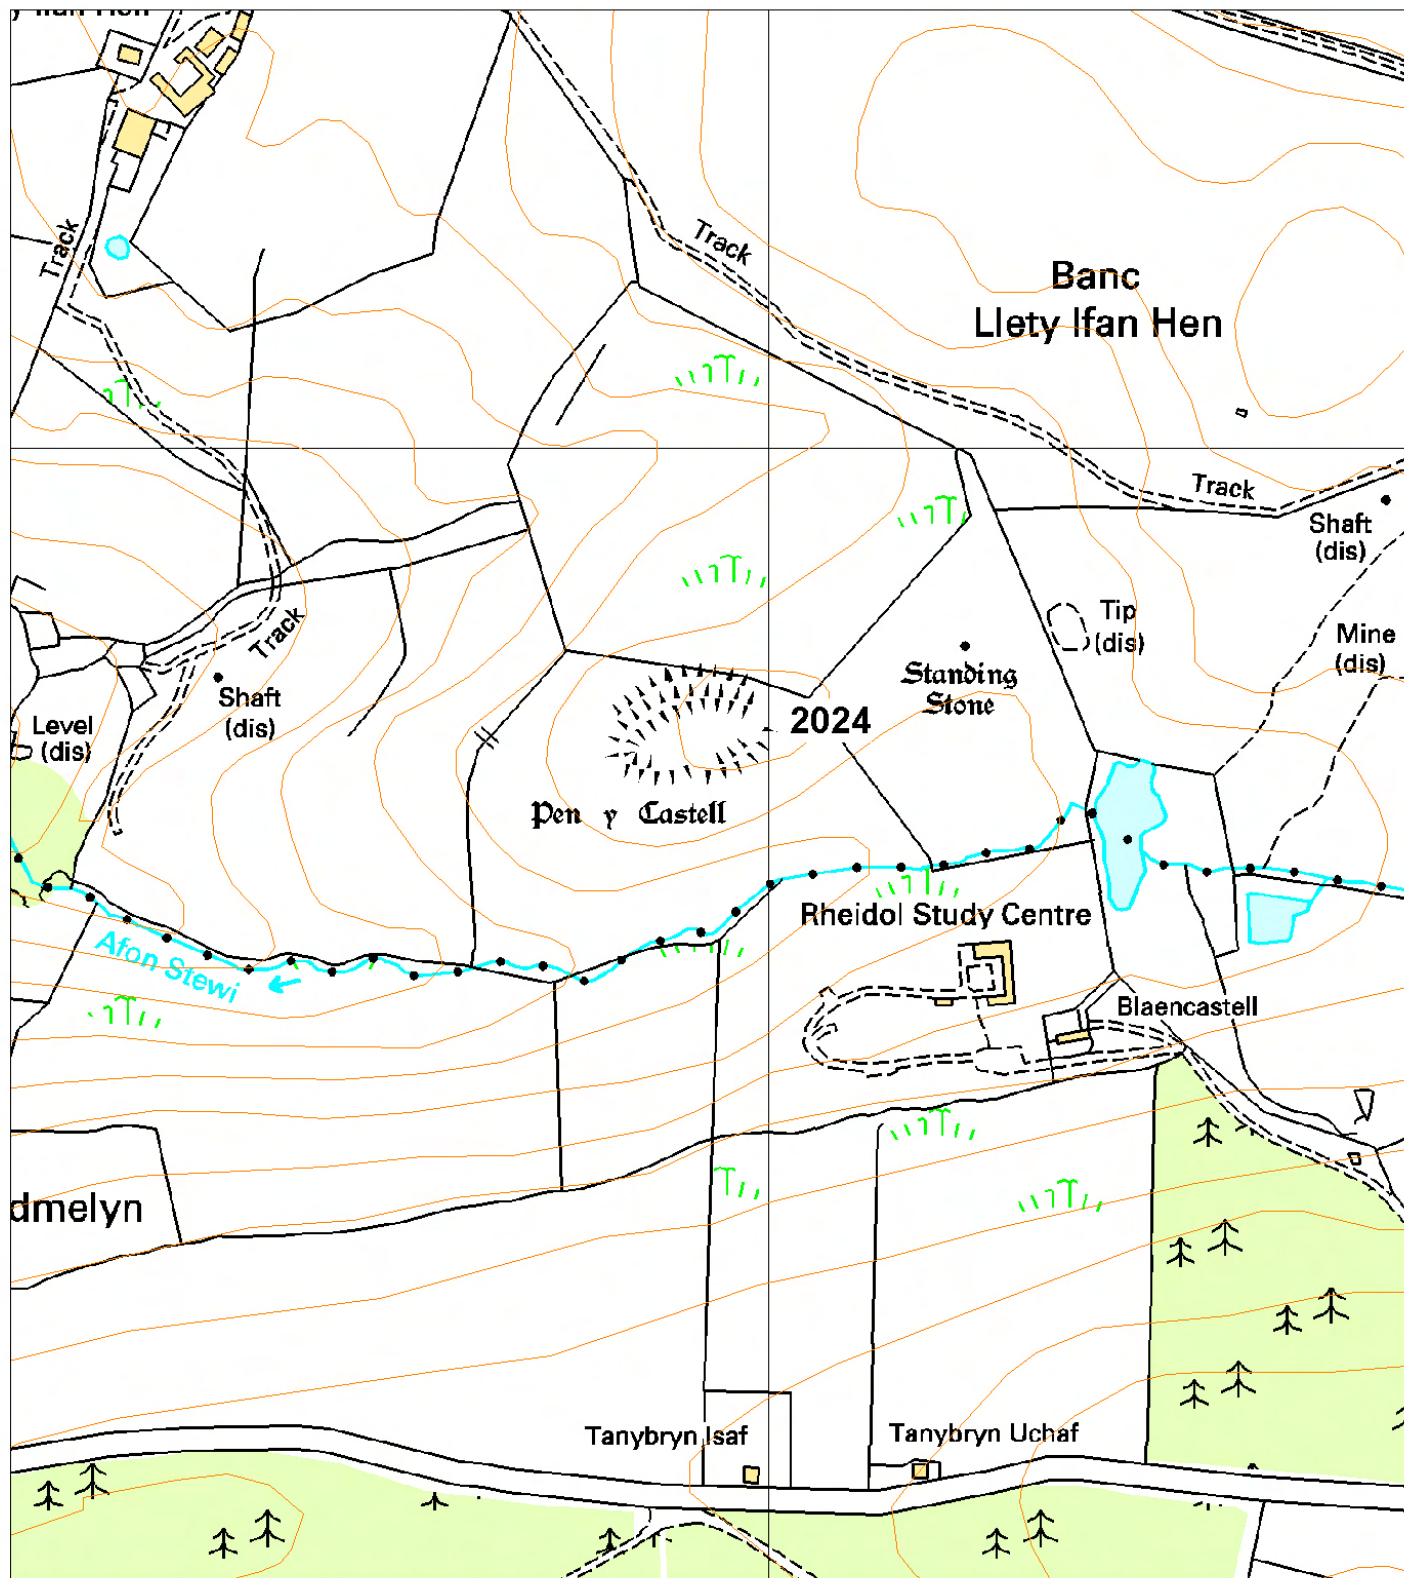 Track
Track
Banc
Llety Ifan Hen
Track
Shaft
(dis)
Tip
(dis)
Mine
(dis)
Track
Standing
Stone
Shaft
(dis)
Level
(dis)
2024
Pen y Castell
Rheidol Study Centre
Afon Stewi
Blaencastell
dmelyn
Tanybryn Isaf
Tanybryn Uchaf